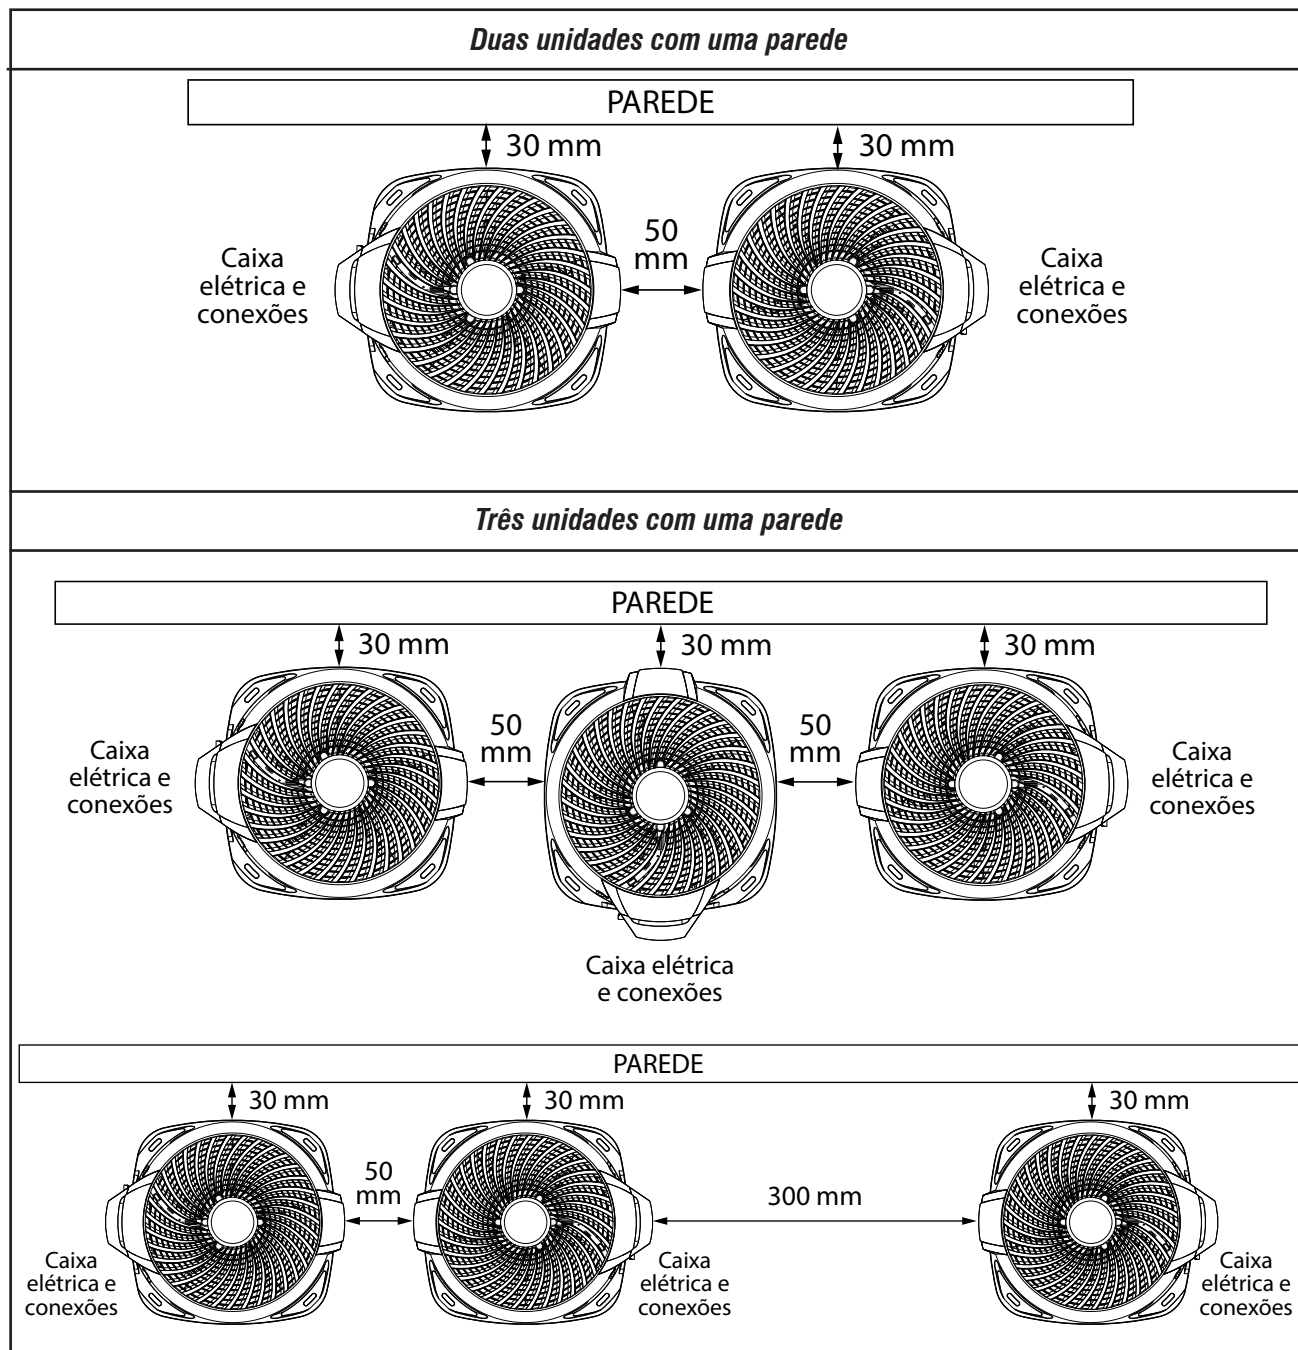 Duas unidades com uma parede
PAREDE
30 mm
30 mm
50
mm
Caixa
elétrica e
conexões
Caixa
elétrica e
conexões
Três unidades com uma parede
PAREDE
30 mm
30 mm
30 mm
50
mm
50
mm
Caixa
elétrica e
conexões
Caixa
elétrica e
conexões
Caixa elétrica
e conexões
PAREDE
30 mm
30 mm
30 mm
50
mm
300 mm
Caixa
elétrica e
conexões
Caixa
elétrica e
conexões
Caixa
elétrica e
conexões